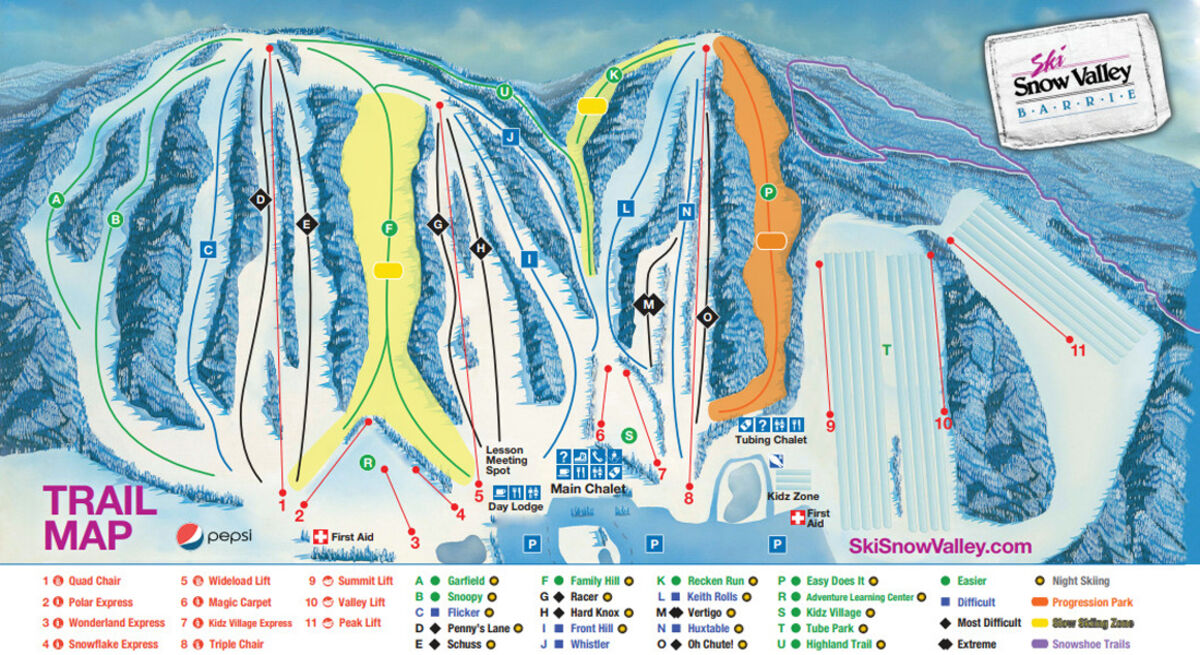 Ski
Snow Valley
BARRIE
K
U
J
A
B
C
D
E
F
G
H
I
L
N
P
M
O
T
11
9
10
6
S
7
Tubing Chalet
Lesson
Meeting
Spot
R
?
Main Chalet
Kidz Zone
1
2
3
4
5
8
Day Lodge
First Aid
First
Aid
P
P
P
TRAIL
MAP
pepsi
SkiSnowValley.com
1 Quad Chair
2 Polar Express
3 Wonderland Express
4 Snowflake Express
5 Wideload Lift
6 Magic Carpet
7 Kidz Village Express
8 Triple Chair
9 Summit Lift
10 Valley Lift
11 Peak Lift
A Garfield
B Snoopy
C Flicker
D Penny's Lane
E Schuss
F Family Hill
G Racer
H Hard Knox
I Front Hill
J Whistler
K Recken Run
L Keith Rolls
M Vertigo
N Huxtable
O Oh Chute!
P Easy Does It
R Adventure Learning Center
S Kidz Village
T Tube Park
U Highland Trail
Easier
Difficult
Most Difficult
Extreme
Night Skiing
Progression Park
Slow Skiing Zone
Snowshoe Trails